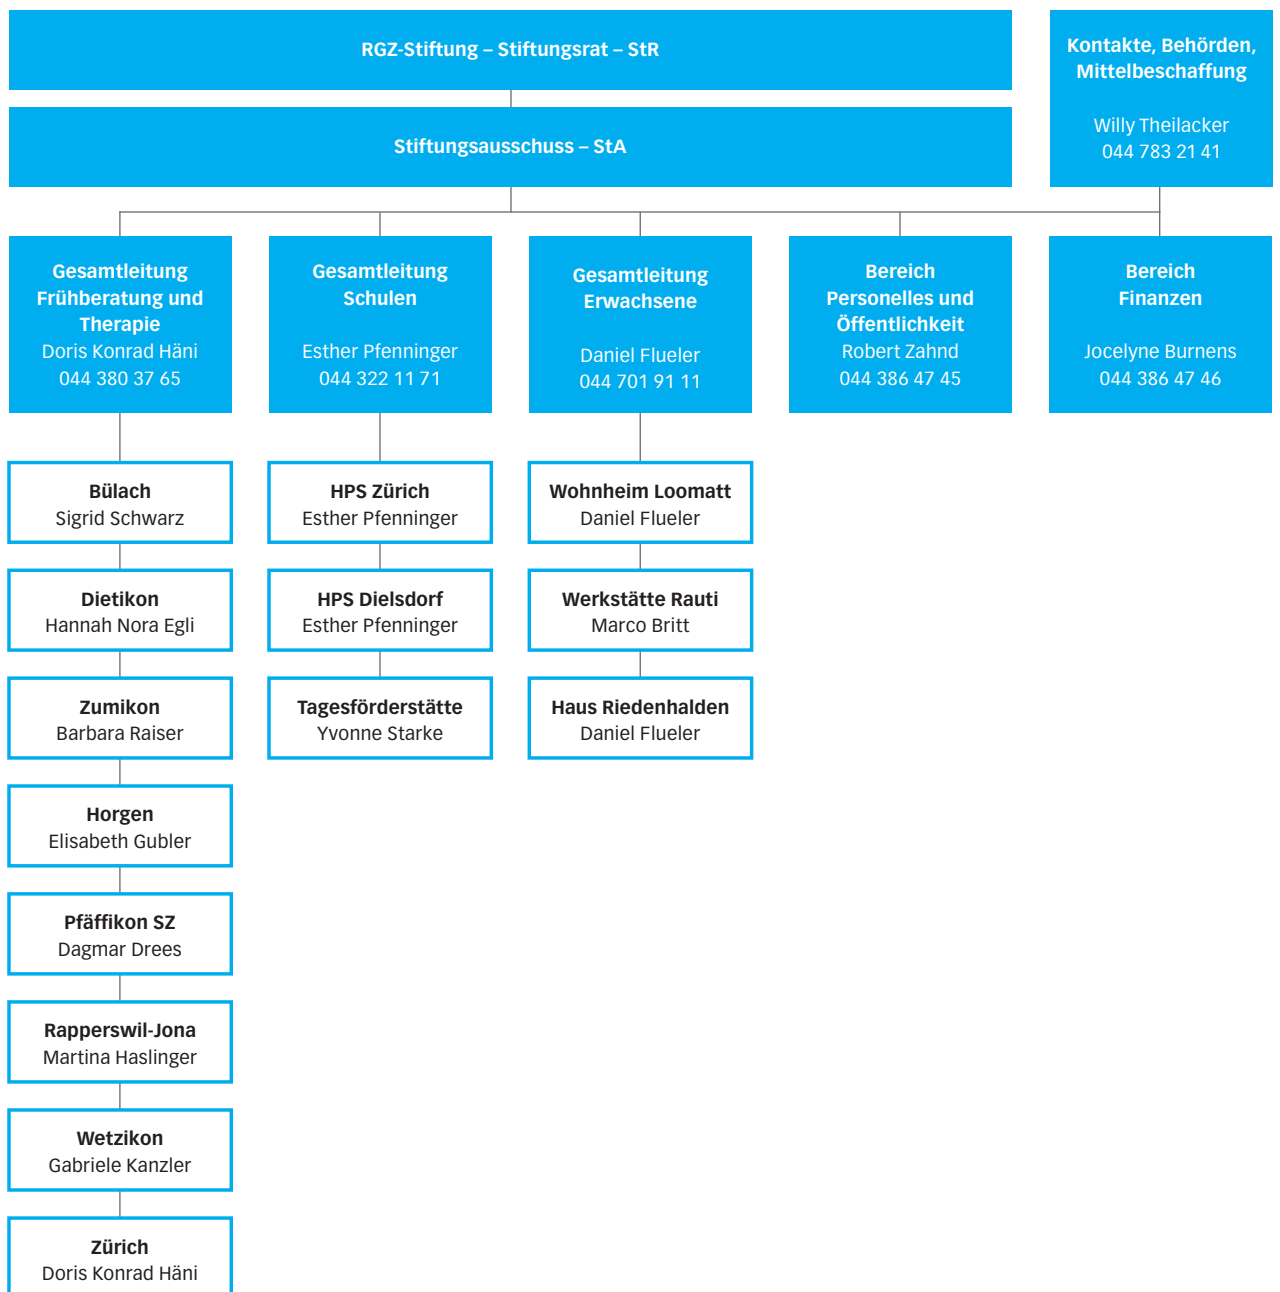 RGZ-Stiftung – Stiftungsrat – StR
Kontakte, Behörden,
Mittelbeschaffung
Willy Theilacker
044 783 21 41
Stiftungsausschuss – StA
Gesamtleitung
Frühberatung und
Therapie
Doris Konrad Häni
044 380 37 65
Gesamtleitung
Schulen
Esther Pfenninger
044 322 11 71
Gesamtleitung
Erwachsene
Daniel Flueler
044 701 91 11
Bereich
Personelles und
Öffentlichkeit
Robert Zahnd
044 386 47 45
Bereich
Finanzen
Jocelyne Burnens
044 386 47 46
Bülach
Sigrid Schwarz
Dietikon
Hannah Nora Egli
Zumikon
Barbara Raiser
Horgen
Elisabeth Gubler
Pfäffikon SZ
Dagmar Drees
Rapperswil-Jona
Martina Haslinger
Wetzikon
Gabriele Kanzler
Zürich
Doris Konrad Häni
HPS Zürich
Esther Pfenninger
HPS Dielsdorf
Esther Pfenninger
Tagesförderstätte
Yvonne Starke
Wohnheim Loomatt
Daniel Flueler
Werkstätte Rauti
Marco Britt
Haus Riedenhalden
Daniel Flueler